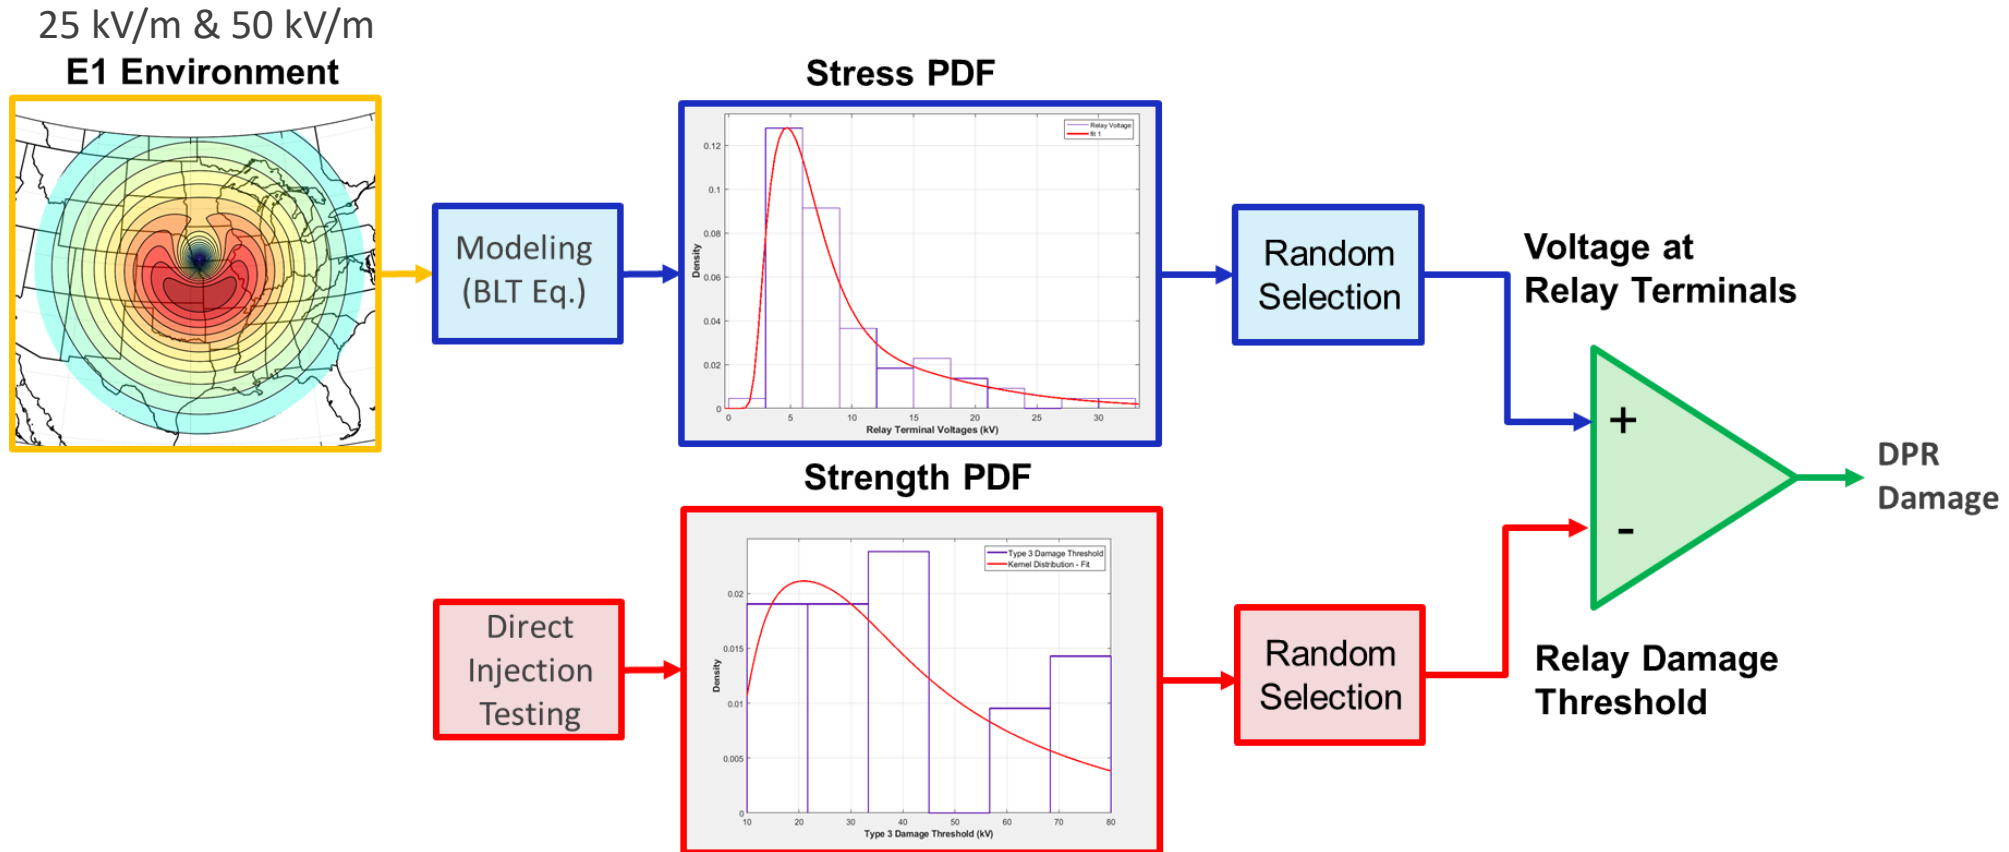 25 kV/m & 50 kV/m
E1 Environment
Modeling
(BLT Eq.)
Stress PDF
Relay Voltage
fit 1
0.12
0.1
0.08
0.06
0.04
0.02
0
Density
0 5 10 15 20 25 30
Relay Terminal Voltages (kV)
Random
Selection
Voltage at
Relay Terminals
+
-
DPR
Damage
Direct
Injection
Testing
Strength PDF
Type 3 Damage Threshold
Kernel Distribution - Fit
0.02
0.015
0.01
0.005
0
Density
10 20 30 40 50 60 70 80
Type 3 Damage Threshold (kV)
Random
Selection
Relay Damage
Threshold